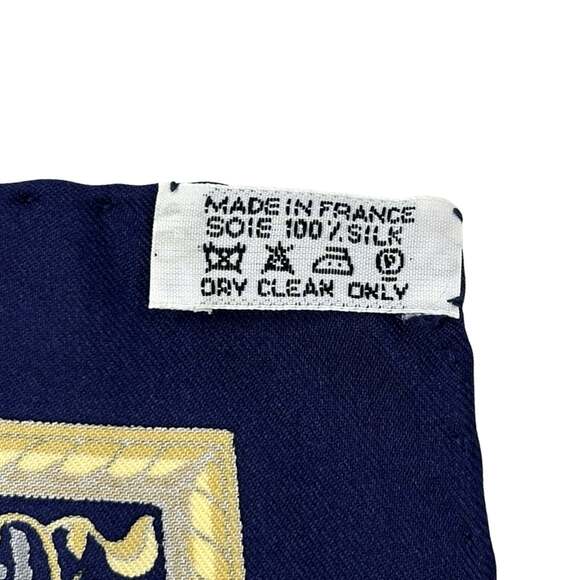 MADE IN FRANCE
SOIE 100% SILK
DRY CLEAN ONLY